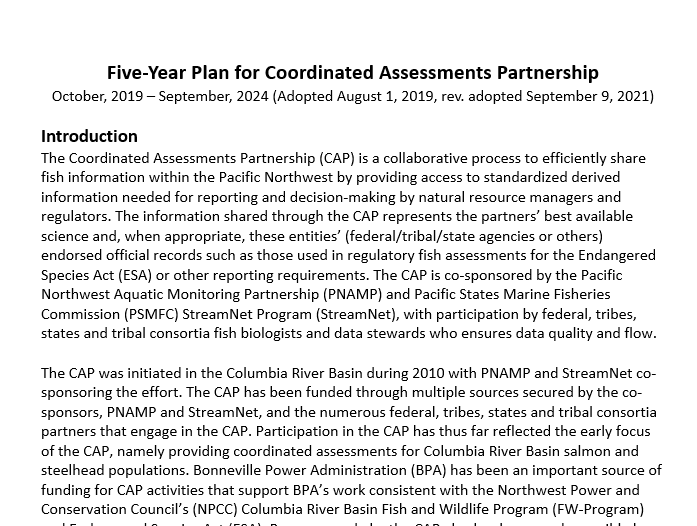 Five-Year Plan for Coordinated Assessments Partnership
October, 2019 – September, 2024 (Adopted August 1, 2019, rev. adopted September 9, 2021)
Introduction
The Coordinated Assessments Partnership (CAP) is a collaborative process to efficiently share
fish information within the Pacific Northwest by providing access to standardized derived
information needed for reporting and decision-making by natural resource managers and
regulators. The information shared through the CAP represents the partners’ best available
science and, when appropriate, these entities’ (federal/tribal/state agencies or others)
endorsed official records such as those used in regulatory fish assessments for the Endangered
Species Act (ESA) or other reporting requirements. The CAP is co-sponsored by the Pacific
Northwest Aquatic Monitoring Partnership (PNAMP) and Pacific States Marine Fisheries
Commission (PSMFC) StreamNet Program (StreamNet), with participation by federal, tribes,
states and tribal consortia fish biologists and data stewards who ensures data quality and flow.
The CAP was initiated in the Columbia River Basin during 2010 with PNAMP and StreamNet co-
sponsoring the effort. The CAP has been funded through multiple sources secured by the co-
sponsors, PNAMP and StreamNet, and the numerous federal, tribes, states and tribal consortia
partners that engage in the CAP. Participation in the CAP has thus far reflected the early focus
of the CAP, namely providing coordinated assessments for Columbia River Basin salmon and
steelhead populations. Bonneville Power Administration (BPA) has been an important source of
funding for CAP activities that support BPA’s work consistent with the Northwest Power and
Conservation Council’s (NPCC) Columbia River Basin Fish and Wildlife Program (FW-Program)